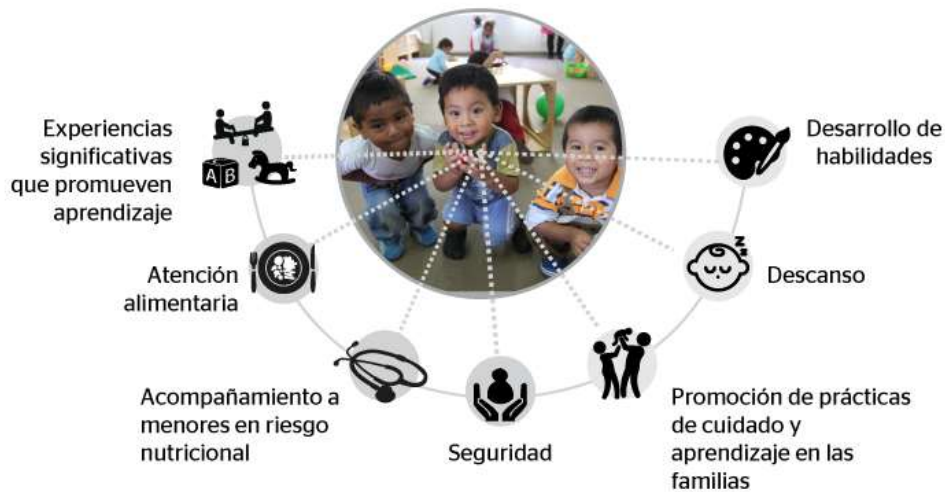 Experiencias
significativas
que promueven
aprendizaje
A B
Atención
alimentaria
Acompañamiento a
menores en riesgo
nutricional
Seguridad
Promoción de prácticas
de cuidado y
aprendizaje en las
familias
Z
Z
Z
Descanso
Desarrollo de
habilidades